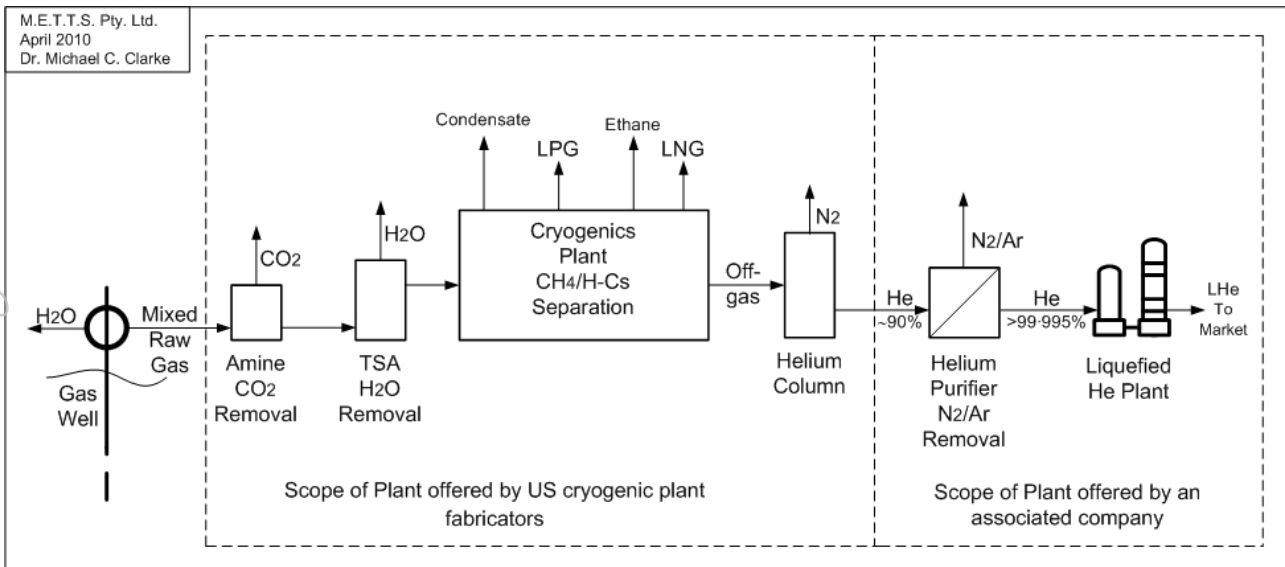 M.E.T.T.S. Pty. Ltd.
April 2010
Dr. Michael C. Clarke
Condensate
LPG
Ethane
LNG
H2O
CO2
N2
N2/Ar
Cryogenics
Plant
CH4/H-Cs
Separation
H2O
Mixed
Raw
Gas
Off-
gas
He
~90%
He
>99·995%
LHe
To
Market
Gas
Well
Amine
CO2
Removal
TSA
H2O
Removal
Helium
Column
Helium
Purifier
N2/Ar
Removal
Liquefied
He Plant
Scope of Plant offered by US cryogenic plant
fabricators
Scope of Plant offered by an
associated company